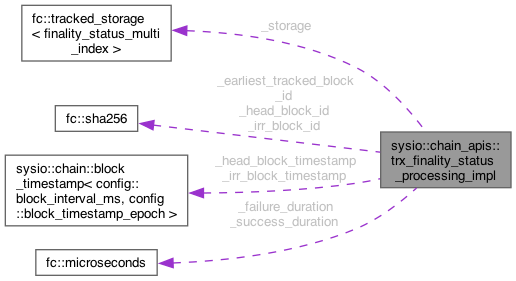 fc::tracked_storage
< finality_status_multi
_index >
_storage
_earliest_tracked_block
_id
_head_block_id
_irr_block_id
fc::sha256
sysio::chain_apis::
trx_finality_status
_processing_impl
sysio::chain::block
_timestamp< config::
block_interval_ms, config
::block_timestamp_epoch >
_head_block_timestamp
_irr_block_timestamp
_failure_duration
_success_duration
fc::microseconds